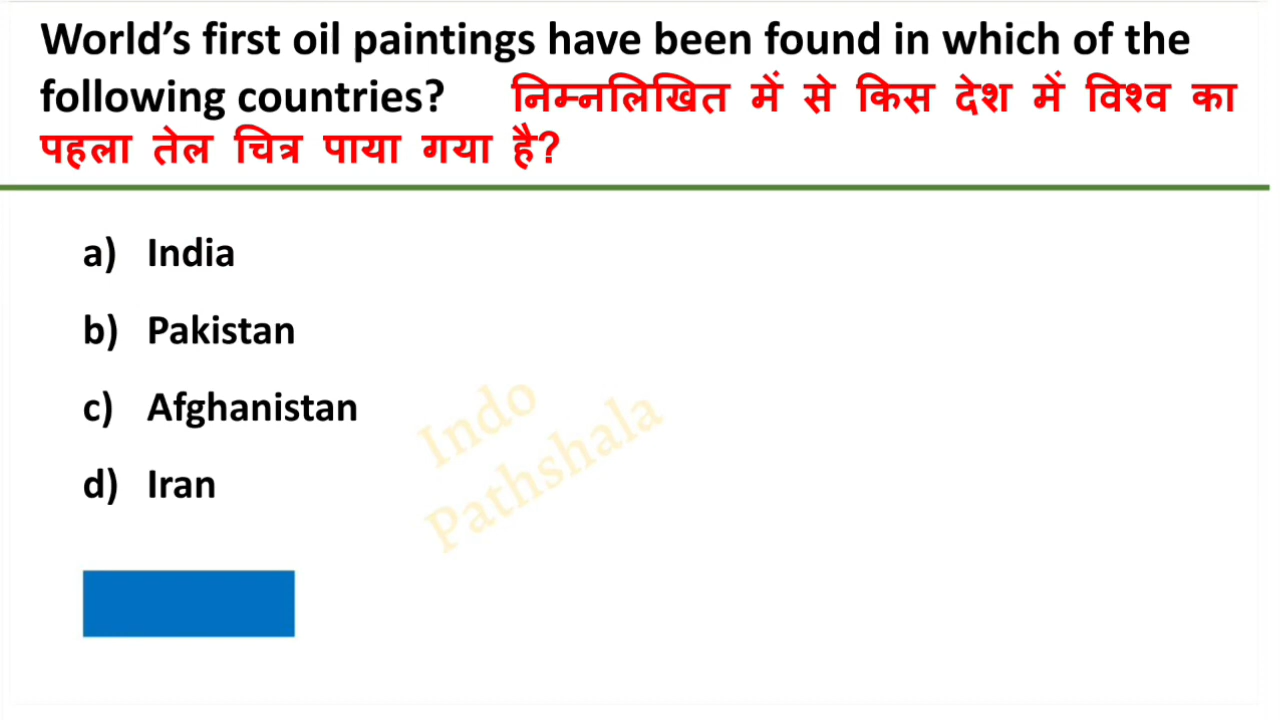 World’s first oil paintings have been found in which of the
following countries? निम्नलिखित में से किस देश में विश्व का
पहला तेल चित्र पाया गया है?
a) India
b) Pakistan
c) Afghanistan
d) Iran
Indo
Pathshala